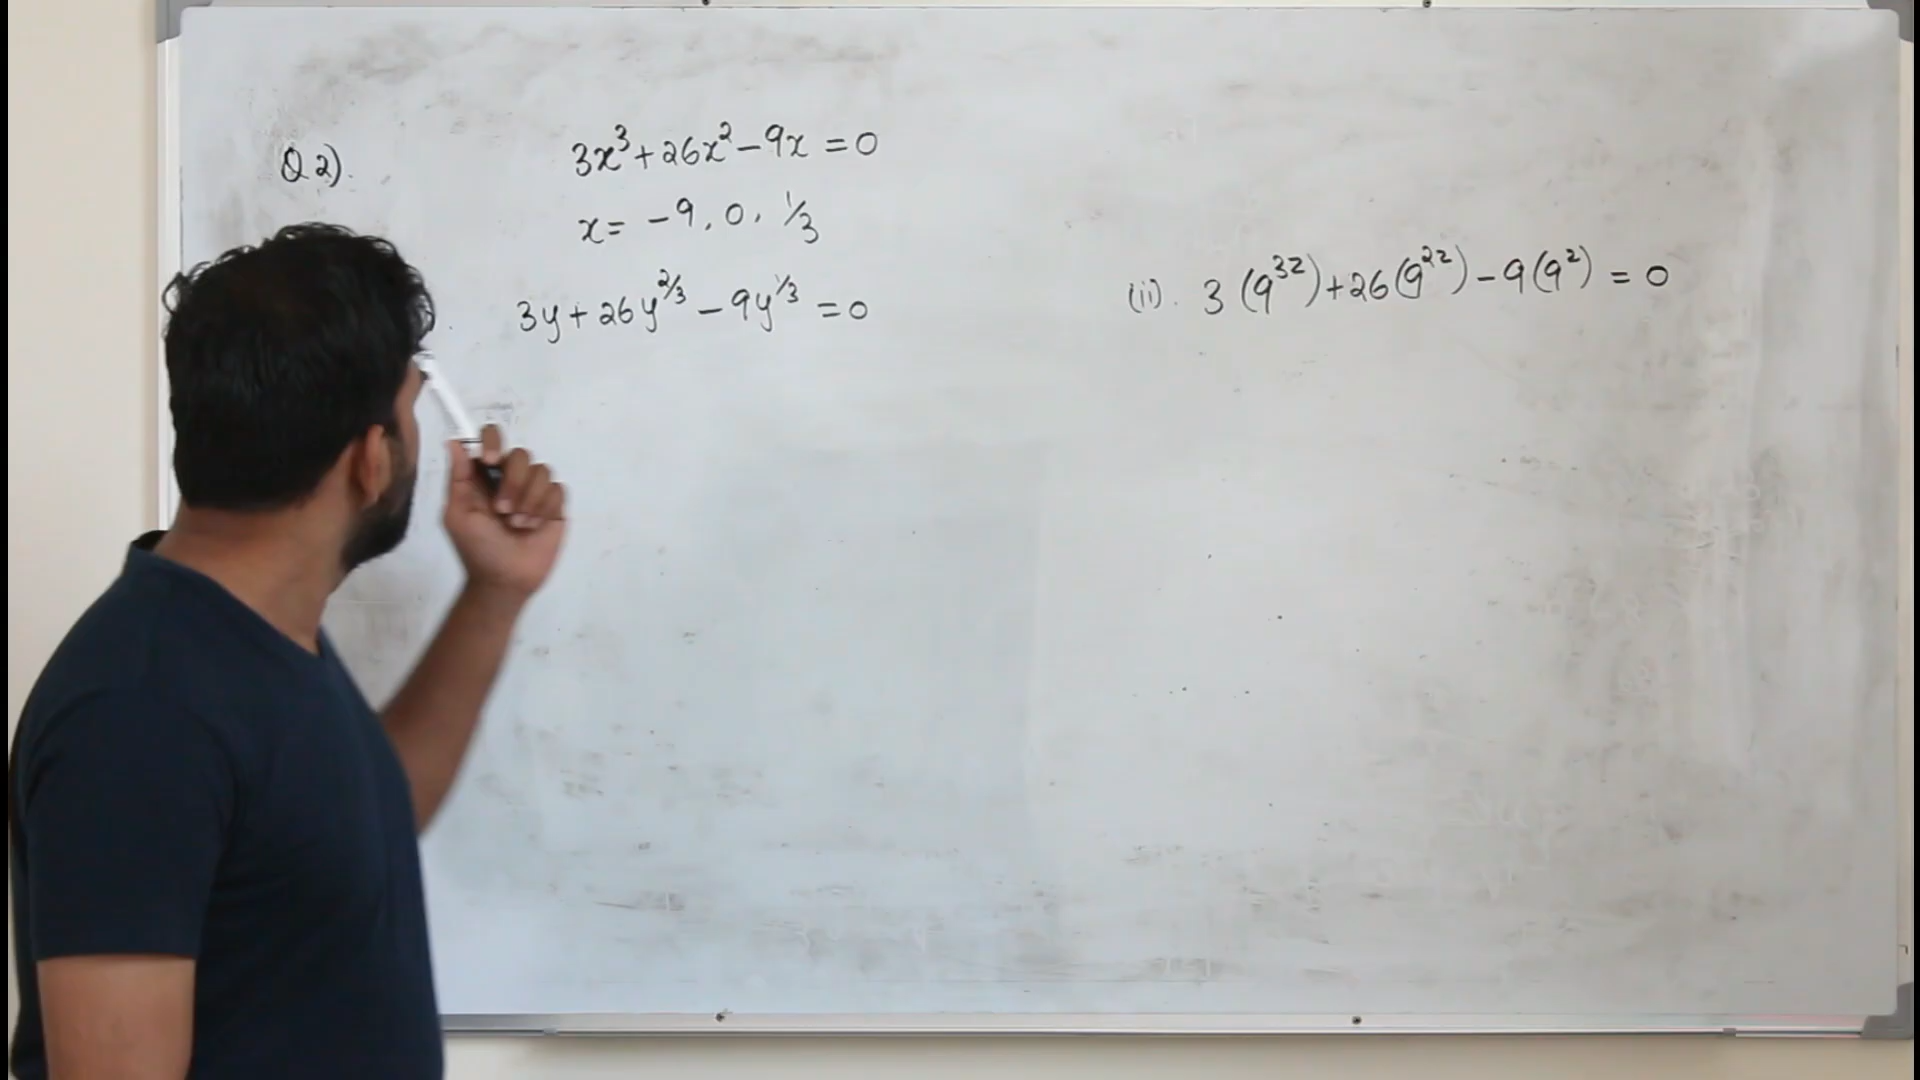 Q2).
3x³+26x²−9x=0
x= −9, 0, 1/3
3y+26y^(2/3)−9y^(1/3)=0
(ii). 3(9^(3z))+26(9^(2z))−9(9^z)=0